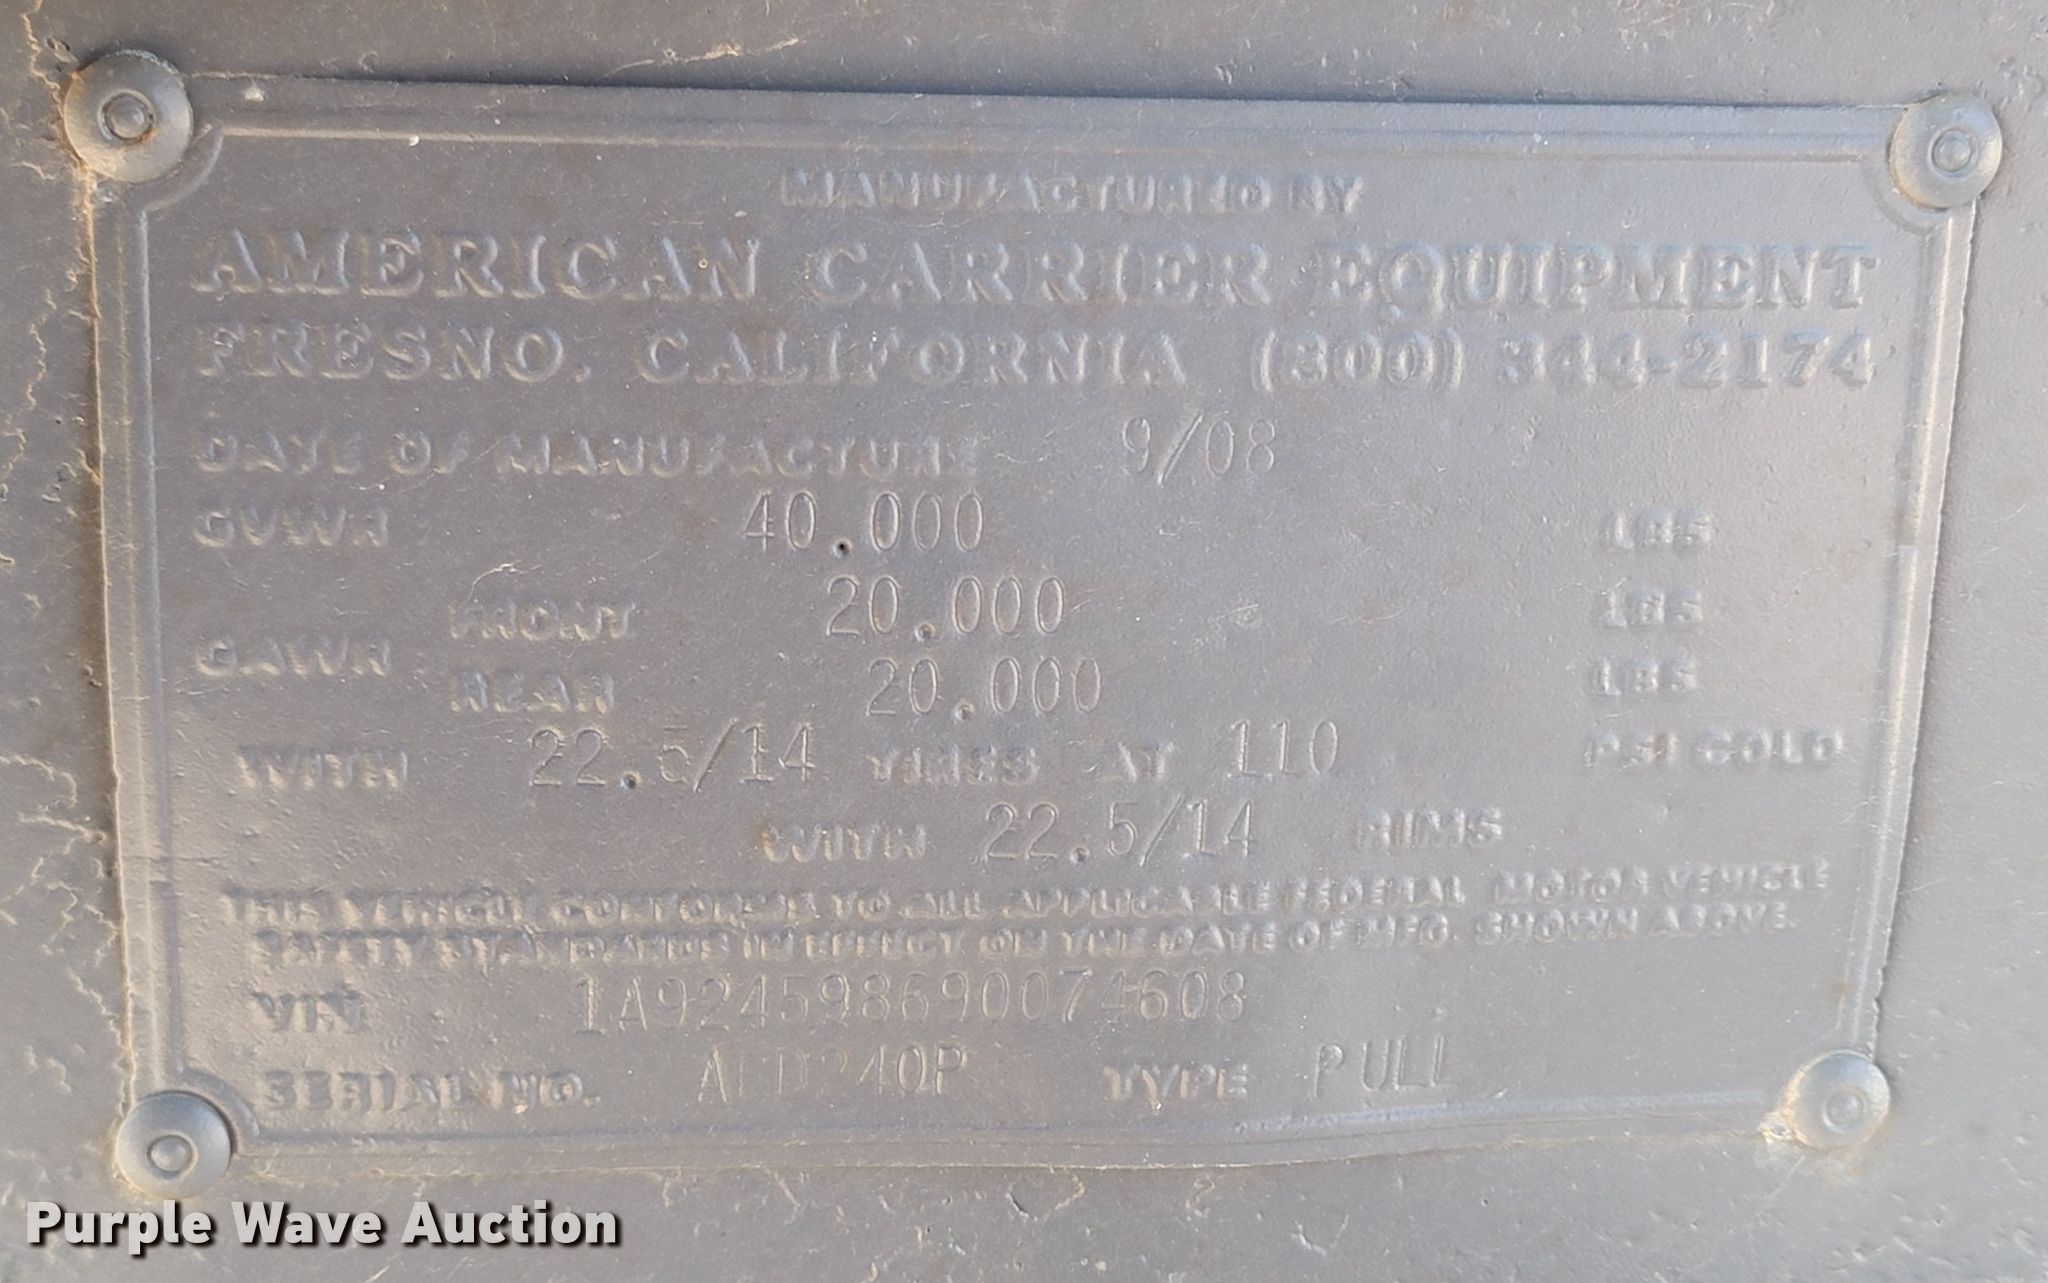 MANUFACTURED BY
AMERICAN CARRIER EQUIPMENT
FRESNO, CALIFORNIA (800) 344-2174
DATE OF MANUFACTURE 9/08
GVWR 40.000 LBS
GAWR FRONT 20.000 LBS
REAR 20.000 LBS
WITH 22.5/14 TIRES AT 110 PSI COLD
WITH 22.5/14 RIMS
THIS VEHICLE CONFORMS TO ALL APPLICABLE FEDERAL MOTOR VEHICLE
SAFETY STANDARDS IN EFFECT ON THE DATE OF MFG. SHOWN ABOVE.
VIN 1A924598690074608
SERIAL NO. TYPE PULL
Purple Wave Auction